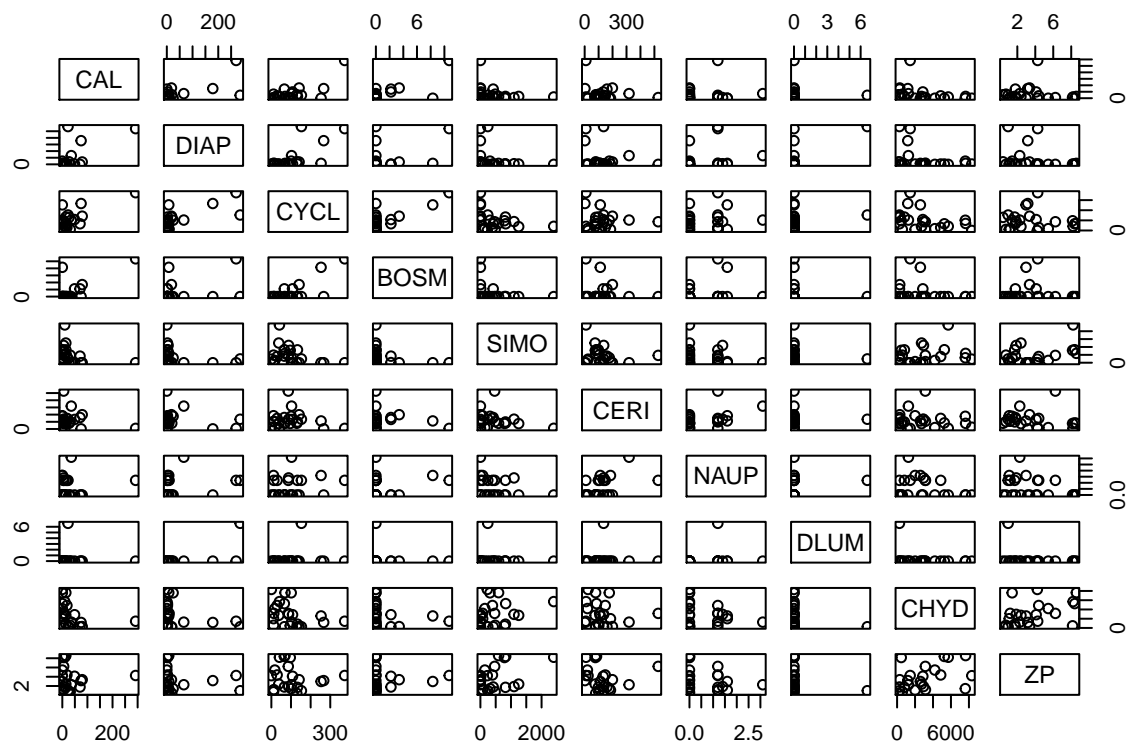 0 200 0 6 0 300 0 3 6 2 6
CAL 0
0 DIAP
CYCL 0
0 BOSM
SIMO 0
0 CERI
NAUP 0.0
0 6 DLUM
CHYD 0
2 ZP
0 200 0 300 0 2000 0.0 2.5 0 6000